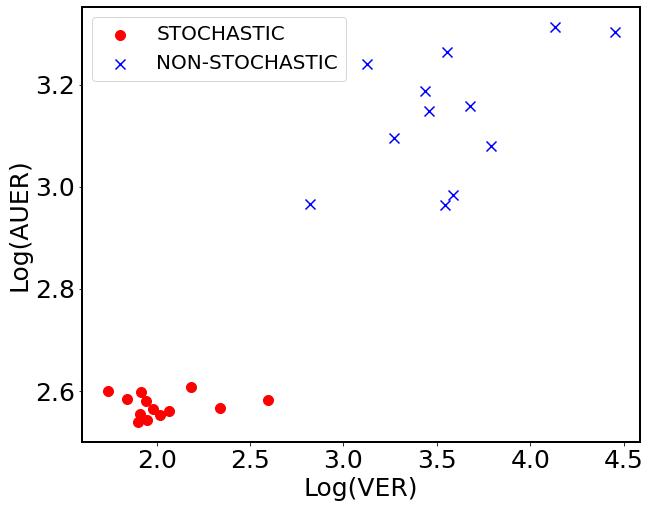 STOCHASTIC
NON-STOCHASTIC
3.2
3.0
2.8
2.6
Log(AUER)
2.0 2.5 3.0 3.5 4.0 4.5
Log(VER)